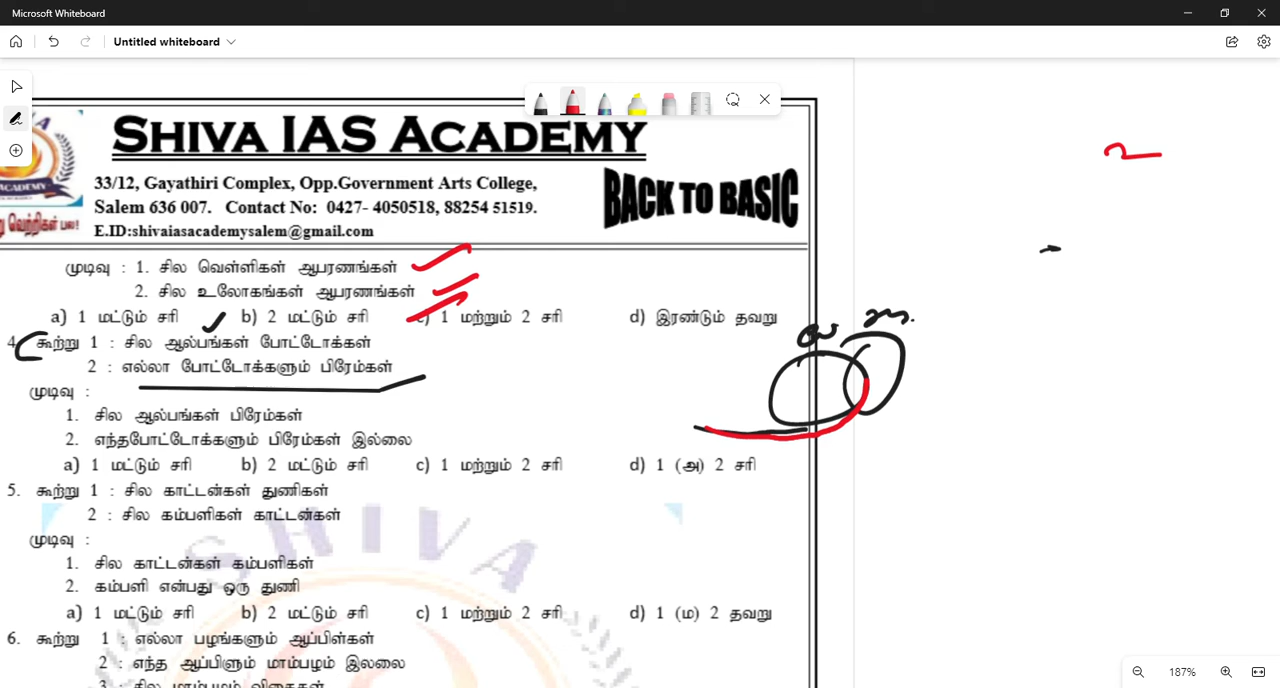 Microsoft Whiteboard
Untitled whiteboard
SHIVA IAS ACADEMY
33/12, Gayathiri Complex, Opp.Government Arts College,
Salem 636 007. Contact No: 0427- 4050518, 88254 51519.
E.ID:shivaiasacademysalem@gmail.com
BACK TO BASIC
ACADEMY
முடிவு : 1. சில வெள்ளிகள் ஆபரணங்கள்
2. சில உலோகங்கள் ஆபரணங்கள்
a) 1 மட்டும் சரி b) 2 மட்டும் சரி c) 1 மற்றும் 2 சரி d) இரண்டும் தவறு
4. கூற்று 1 : சில ஆல்பங்கள் போட்டோக்கள்
2 : எல்லா போட்டோக்களும் பிரேம்கள்
முடிவு :
1. சில ஆல்பங்கள் பிரேம்கள்
2. எந்தபோட்டோக்களும் பிரேம்கள் இல்லை
a) 1 மட்டும் சரி b) 2 மட்டும் சரி c) 1 மற்றும் 2 சரி d) 1 (அ) 2 சரி
5. கூற்று 1 : சில காட்டன்கள் துணிகள்
2 : சில கம்பளிகள் காட்டன்கள்
முடிவு :
1. சில காட்டன்கள் கம்பளிகள்
2. கம்பளி என்பது ஒரு துணி
a) 1 மட்டும் சரி b) 2 மட்டும் சரி c) 1 மற்றும் 2 சரி d) 1 (ம) 2 தவறு
SHIVA
6. கூற்று 1 : எல்லா பழங்களும் ஆப்பிள்கள்
2 : எந்த ஆப்பிளும் மாம்பழம் இலலை
3 : சில மாம்பழம் விதைகள்
187%